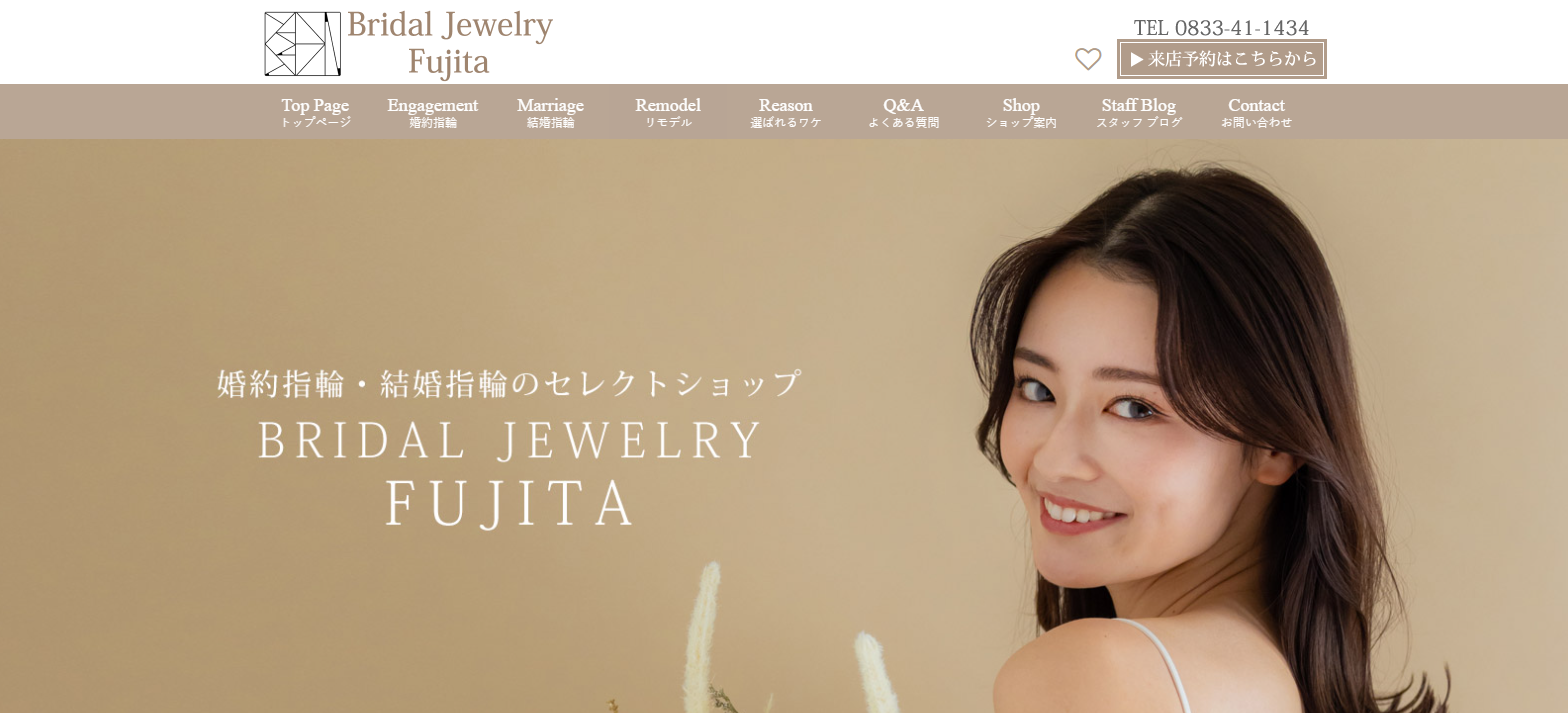 Bridal Jewelry
Fujita
TEL 0833-41-1434
▶来店予約はこちらから
Top Page
トップページ
Engagement
婚約指輪
Marriage
結婚指輪
Remodel
リモデル
Reason
選ばれるワケ
Q&A
よくある質問
Shop
ショップ案内
Staff Blog
スタッフ ブログ
Contact
お問い合わせ
婚約指輪・結婚指輪のセレクトショップ
BRIDAL JEWELRY
FUJITA